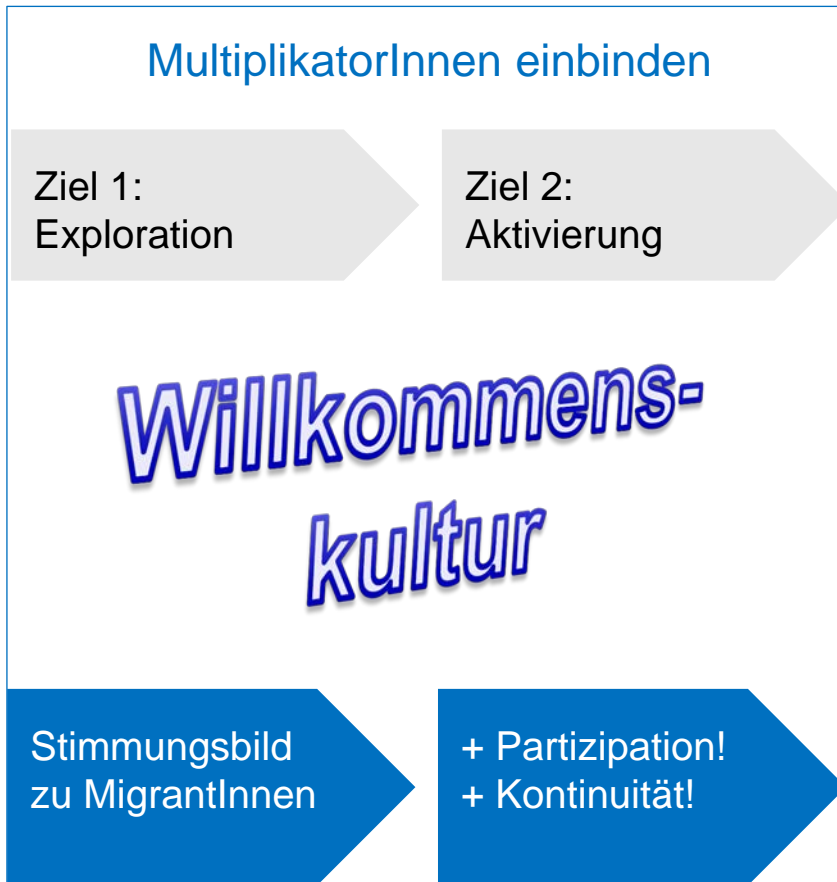 MultiplikatorInnen einbinden
Ziel 1:
Exploration
Ziel 2:
Aktivierung
Willkommens-
kultur
Stimmungsbild
zu MigrantInnen
+ Partizipation!
+ Kontinuität!